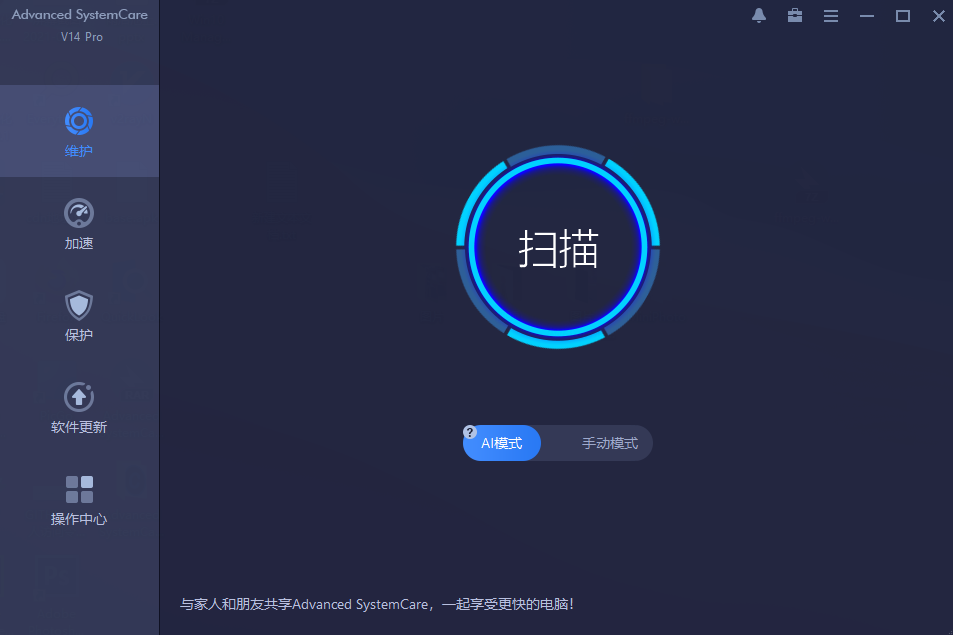 Advanced SystemCare
V14 Pro
维护
加速
保护
软件更新
操作中心
扫描
?
AI模式
手动模式
与家人和朋友共享Advanced SystemCare，一起享受更快的电脑！